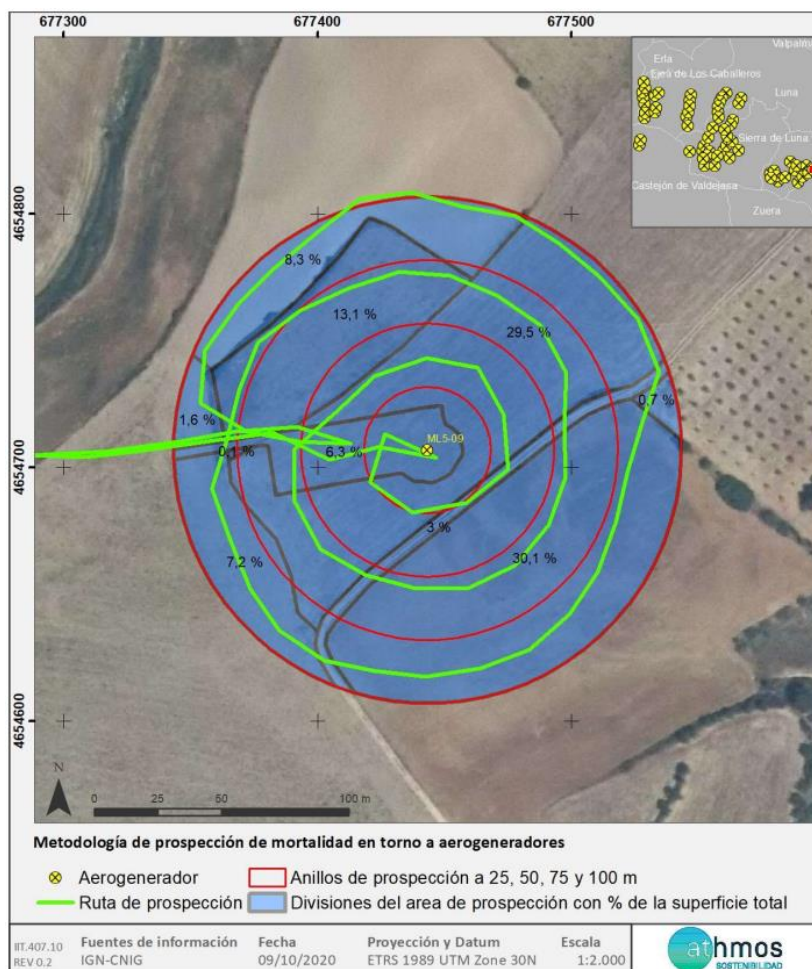 677300
677400
677500
Valpalmas
Erla
Ejea de Los Caballeros
Luna
Sierra de Luna
Castejón de Valdejasa
Zuera
4654800
4654700
4654600
8,3 %
13,1 %
29,5 %
0,7 %
1,6 %
ML5-09
0,1 %
6,3 %
3 %
30,1 %
7,2 %
N
0 25 50 100 m
Metodología de prospección de mortalidad en torno a aerogeneradores
Aerogenerador
Anillos de prospección a 25, 50, 75 y 100 m
Ruta de prospección
Divisiones del area de prospección con % de la superficie total
IIT.407.10
REV 0.2
Fuentes de información
IGN-CNIG
Fecha
09/10/2020
Proyección y Datum
ETRS 1989 UTM Zone 30N
Escala
1:2.000
athmos
SOSTENIBILIDAD